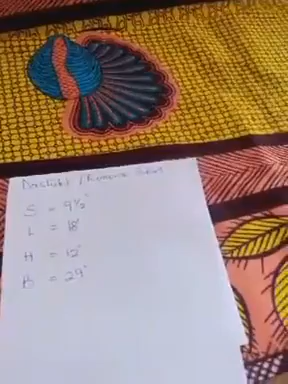 S = 9½"
L = 18"
H = 12"
B = 29"